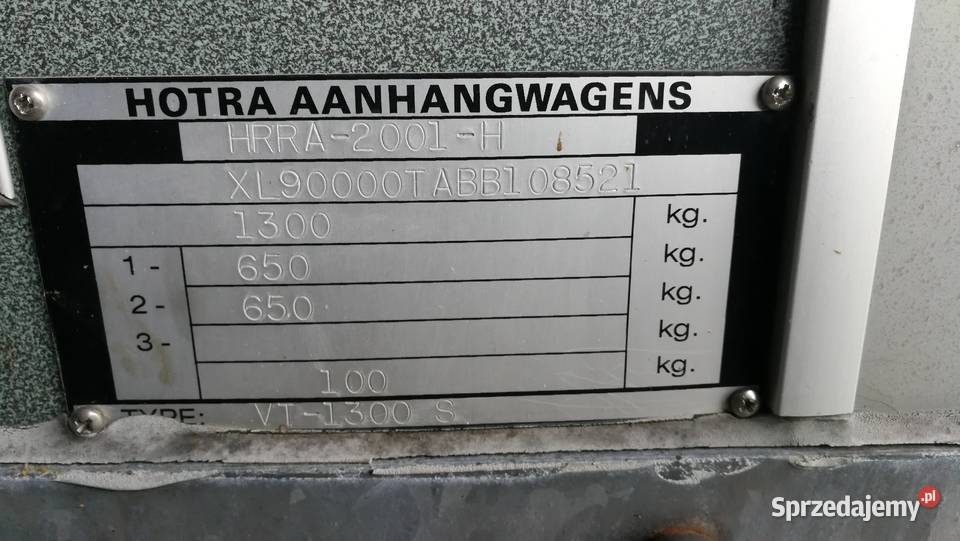 HOTRA AANHANGWAGENS
HRRA-2001-H
XL90000TABB108521
1300 kg.
1- 650 kg.
2- 650 kg.
3- kg.
100 kg.
TYPE: VT-1300 S.
Sprzedajemy.pl